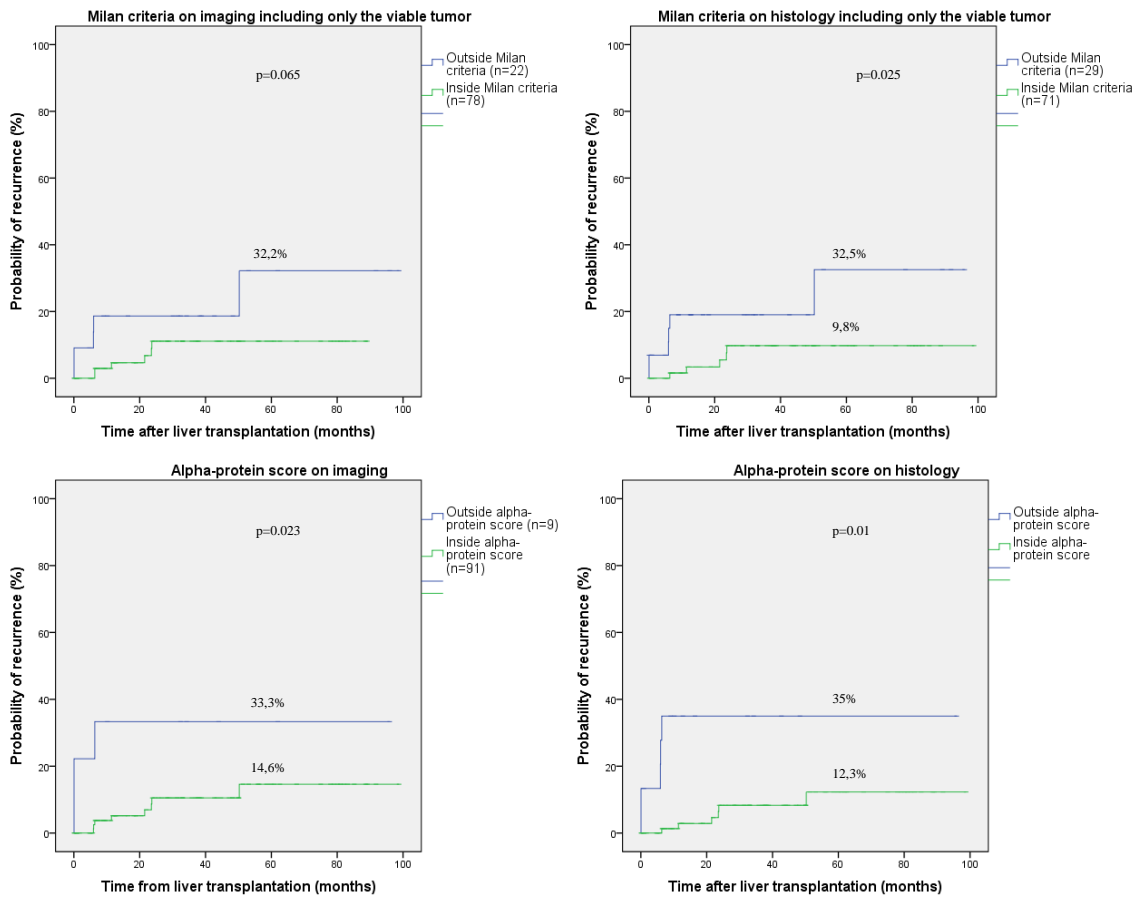 Milan criteria on imaging including only the viable tumor
Probability of recurrence (%)
100
80
60
40
20
0
p=0.065
32,2%
Outside Milan
criteria (n=22)
Inside Milan criteria
(n=78)
0 20 40 60 80 100
Time after liver transplantation (months)
Milan criteria on histology including only the viable tumor
Probability of recurrence (%)
100
80
60
40
20
0
p=0.025
32,5%
9,8%
Outside Milan
criteria (n=29)
Inside Milan criteria
(n=71)
0 20 40 60 80 100
Time after liver transplantation (months)
Alpha-protein score on imaging
Probability of recurrence (%)
100
80
60
40
20
0
p=0.023
33,3%
14,6%
Outside alpha-
protein score (n=9)
Inside alpha-
protein score
(n=91)
0 20 40 60 80 100
Time from liver transplantation (months)
Alpha-protein score on histology
Probability of recurrence (%)
100
80
60
40
20
0
p=0.01
35%
12,3%
Outside alpha-
protein score
Inside alpha-
protein score
0 20 40 60 80 100
Time after liver transplantation (months)